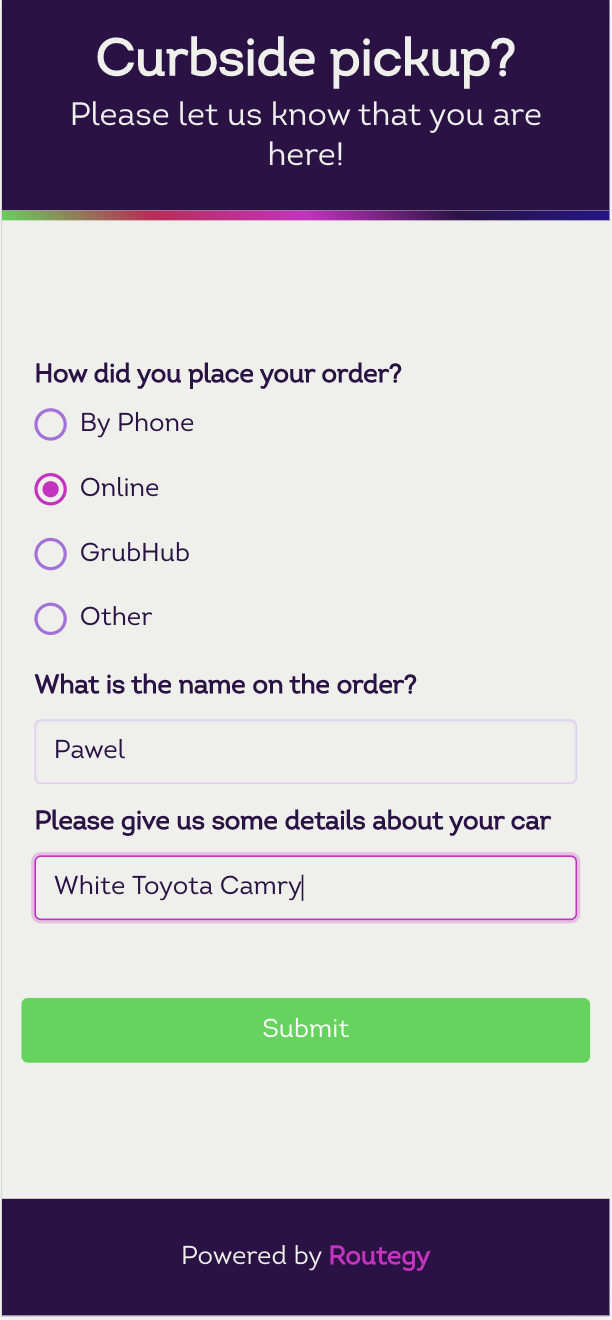 Curbside pickup?
Please let us know that you are
here!
How did you place your order?
By Phone
Online
GrubHub
Other
What is the name on the order?
Pawel
Please give us some details about your car
White Toyota Camry
Submit
Powered by Routegy